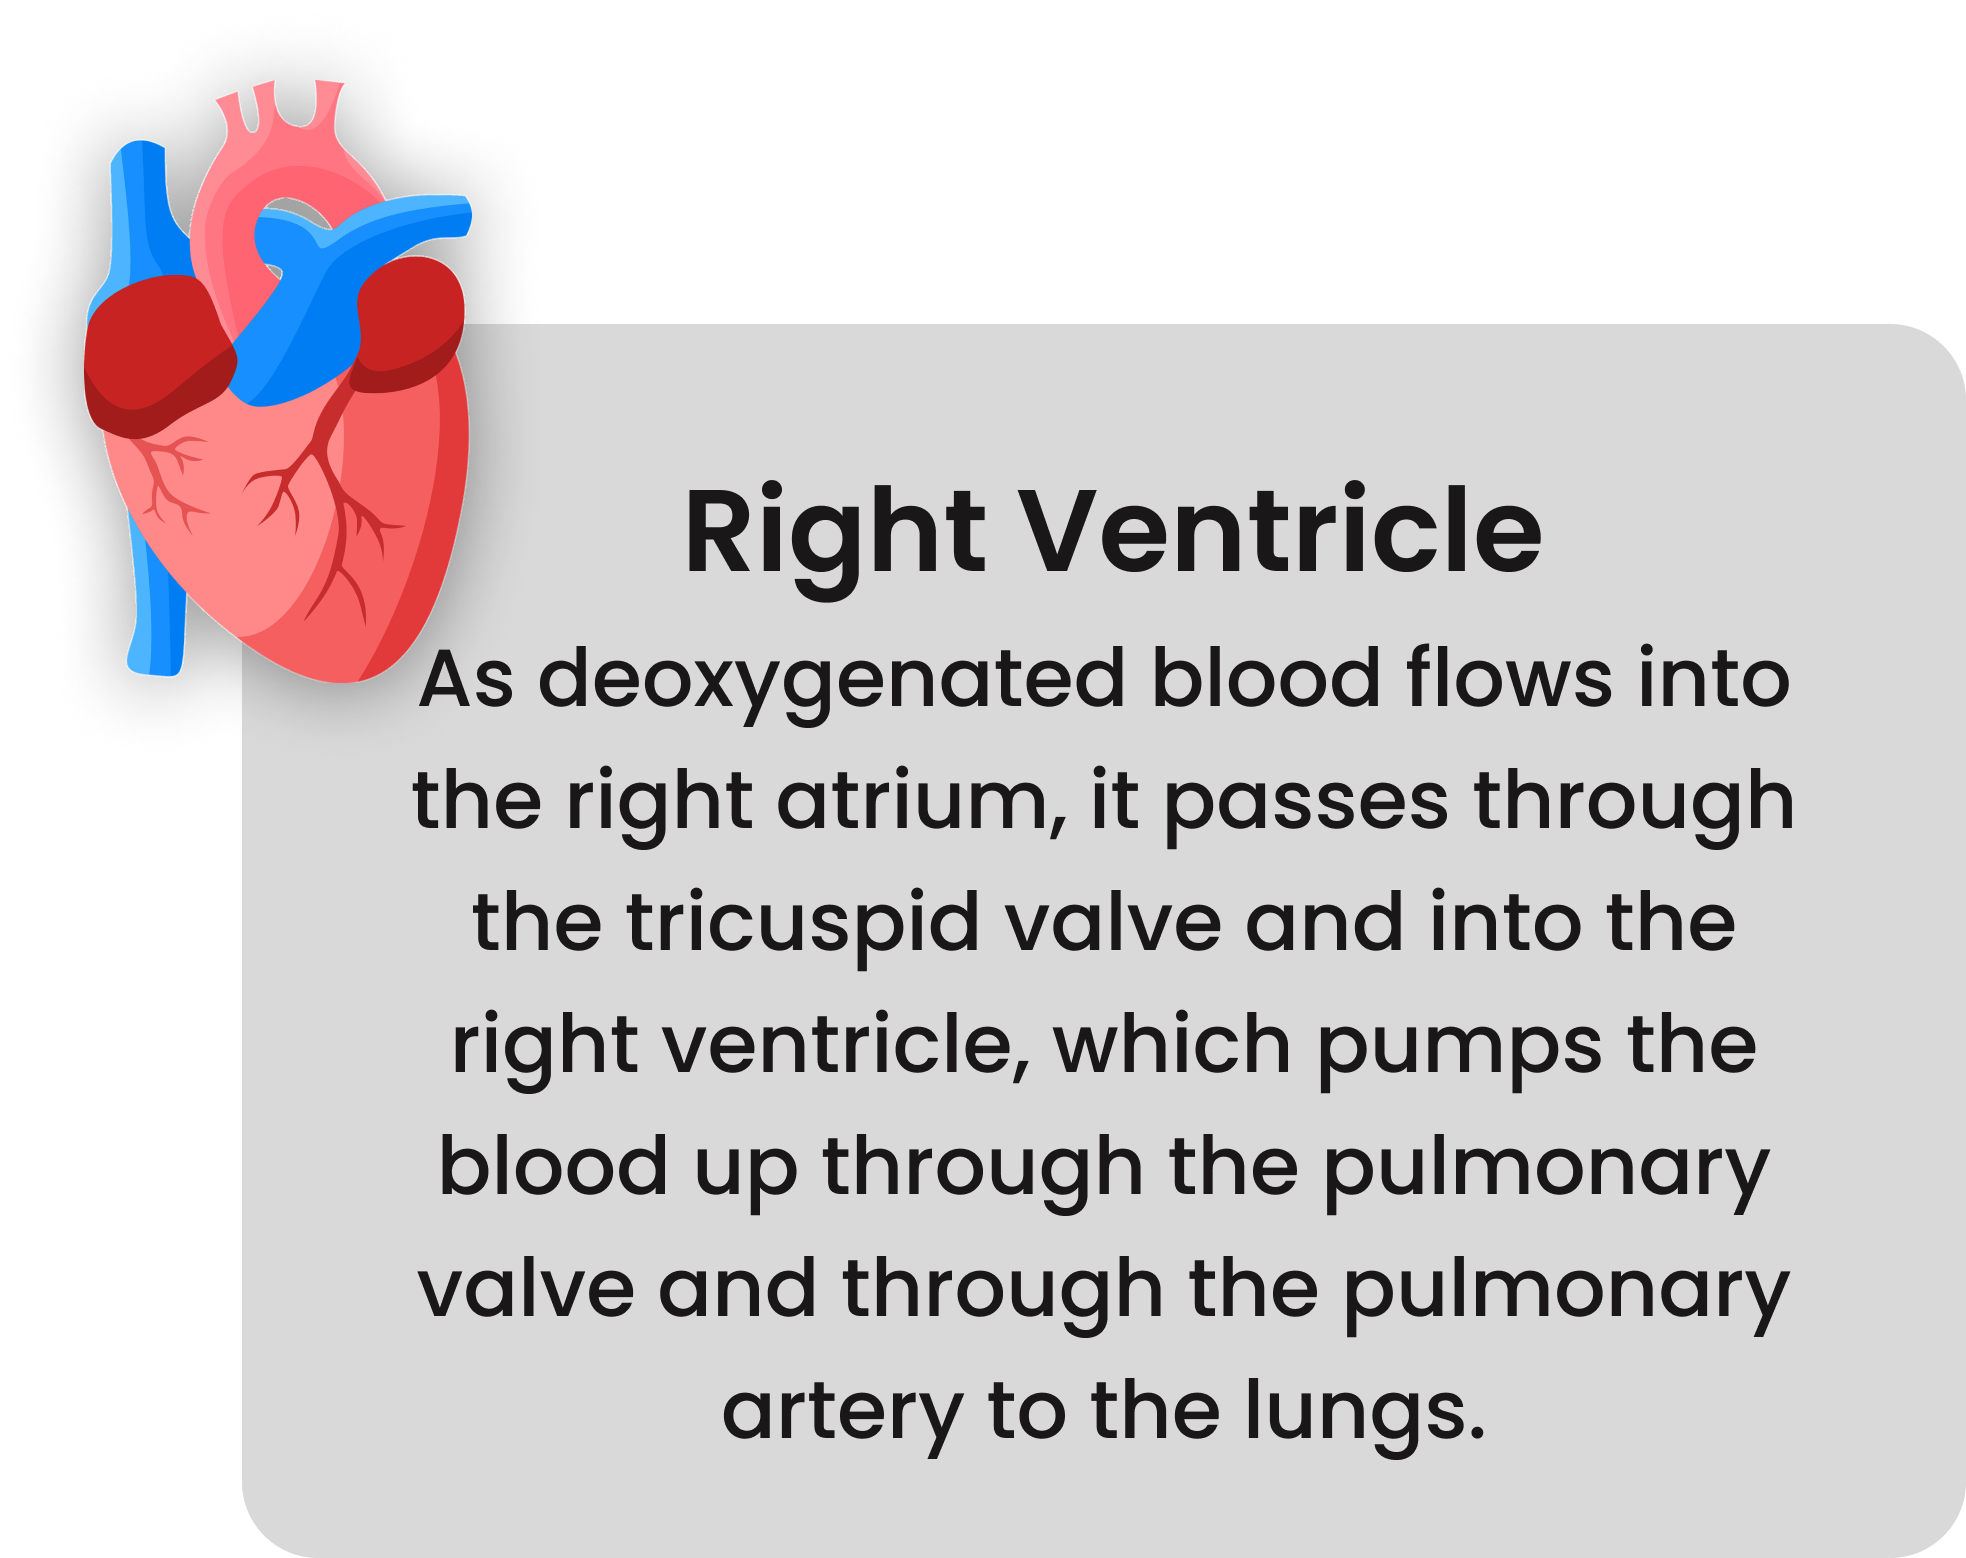 Right Ventricle
As deoxygenated blood flows into
the right atrium, it passes through
the tricuspid valve and into the
right ventricle, which pumps the
blood up through the pulmonary
valve and through the pulmonary
artery to the lungs.